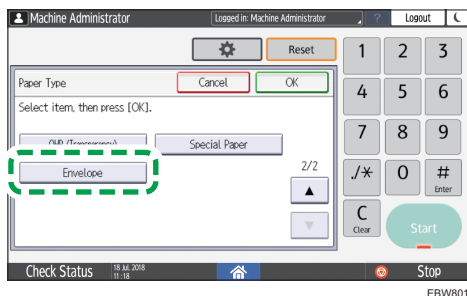 Machine Administrator
Logged in: Machine Administrator
?
Logout
Reset
Paper Type
Cancel
OK
Select item, then press [OK].
OHP (Transparency)
Special Paper
Envelope
2/2
▲
▼
1
2
3
4
5
6
7
8
9
./*
0
#
Enter
C
Clear
Start
Check Status
18 Jul. 2018
11:18
Stop
EBW801